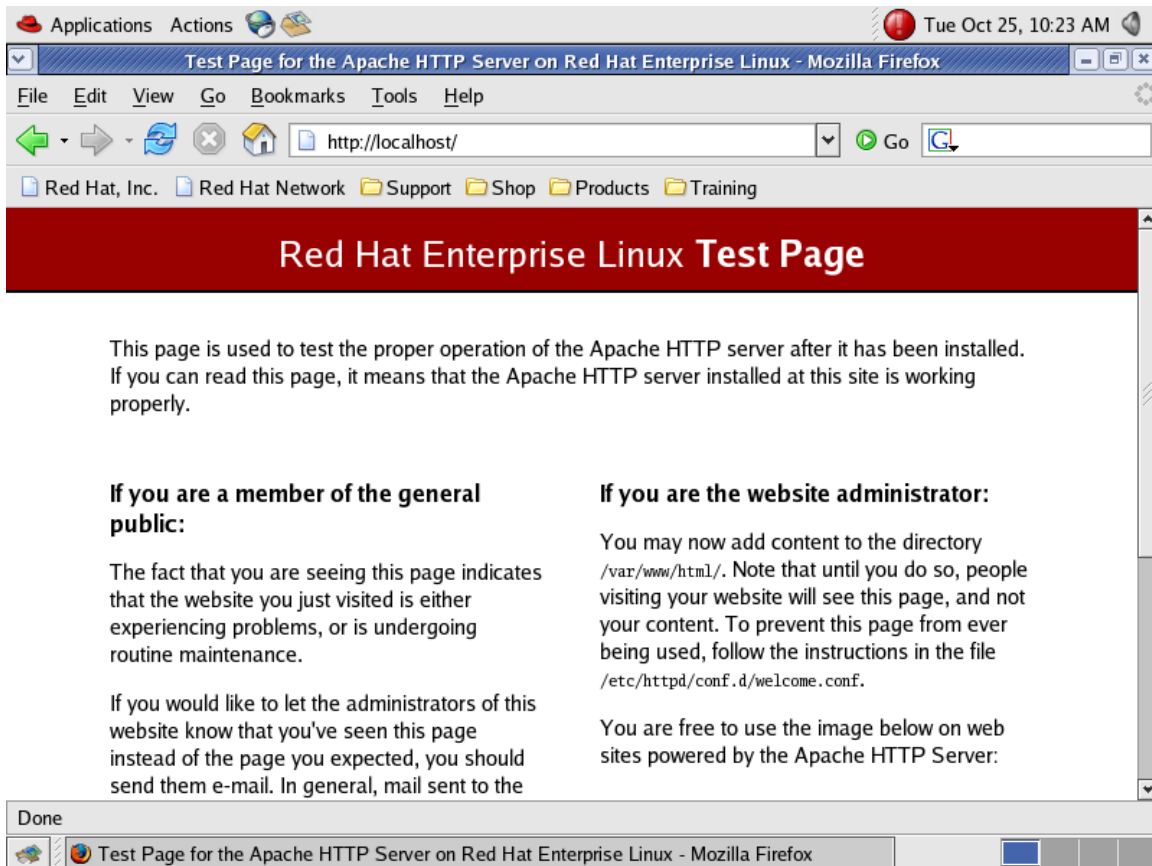 Applications Actions Tue Oct 25, 10:23 AM
Test Page for the Apache HTTP Server on Red Hat Enterprise Linux - Mozilla Firefox
File Edit View Go Bookmarks Tools Help
http://localhost/ Go G
Red Hat, Inc. Red Hat Network Support Shop Products Training
Red Hat Enterprise Linux Test Page
This page is used to test the proper operation of the Apache HTTP server after it has been installed.
If you can read this page, it means that the Apache HTTP server installed at this site is working
properly.
If you are a member of the general
public:
The fact that you are seeing this page indicates
that the website you just visited is either
experiencing problems, or is undergoing
routine maintenance.
If you would like to let the administrators of this
website know that you've seen this page
instead of the page you expected, you should
send them e-mail. In general, mail sent to the
If you are the website administrator:
You may now add content to the directory
/var/www/html/. Note that until you do so, people
visiting your website will see this page, and not
your content. To prevent this page from ever
being used, follow the instructions in the file
/etc/httpd/conf.d/welcome.conf.
You are free to use the image below on web
sites powered by the Apache HTTP Server:
Done
Test Page for the Apache HTTP Server on Red Hat Enterprise Linux - Mozilla Firefox